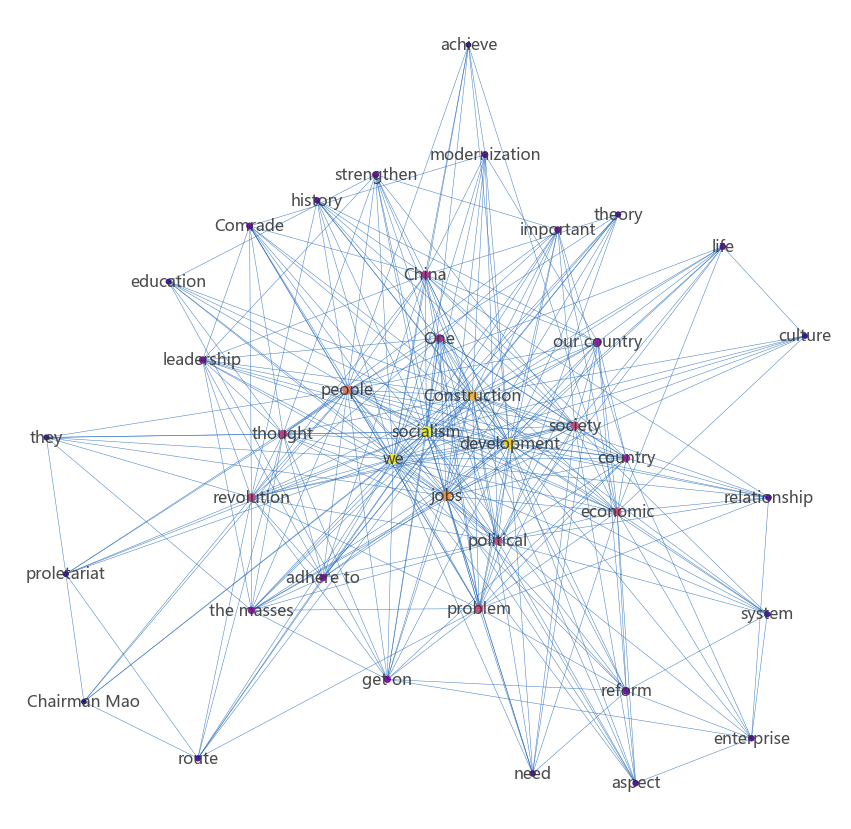 achieve
modernization
strengthen
history
theory
Comrade
important
life
China
education
culture
One
our country
leadership
people
Construction
society
they
thought
socialism
development
we
country
revolution
jobs
relationship
economic
political
proletariat
adhere to
the masses
problem
system
get on
reform
Chairman Mao
enterprise
route
need
aspect